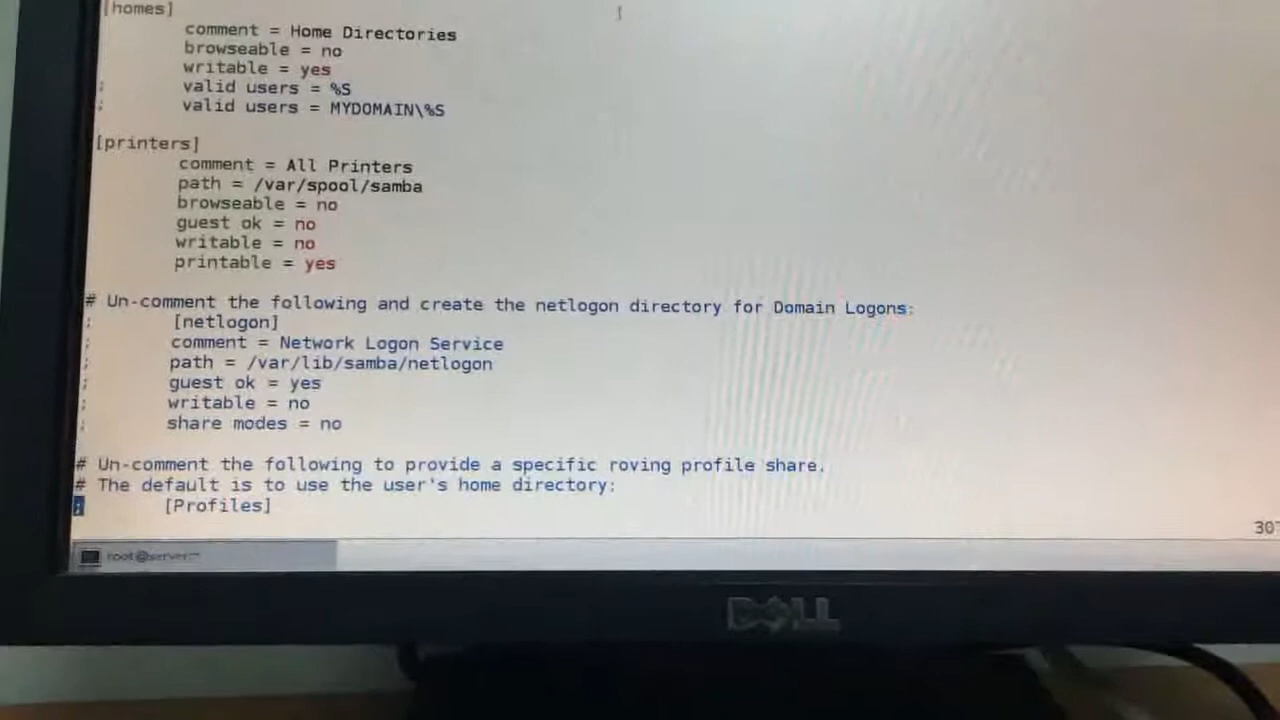 [homes]
comment = Home Directories
browseable = no
writable = yes
; valid users = %S
; valid users = MYDOMAIN\%S
[printers]
comment = All Printers
path = /var/spool/samba
browseable = no
guest ok = no
writable = no
printable = yes
# Un-comment the following and create the netlogon directory for Domain Logons:
; [netlogon]
; comment = Network Logon Service
; path = /var/lib/samba/netlogon
; guest ok = yes
; writable = no
; share modes = no
# Un-comment the following to provide a specific roving profile share.
# The default is to use the user's home directory:
; [Profiles]
307
root@server:~
DELL